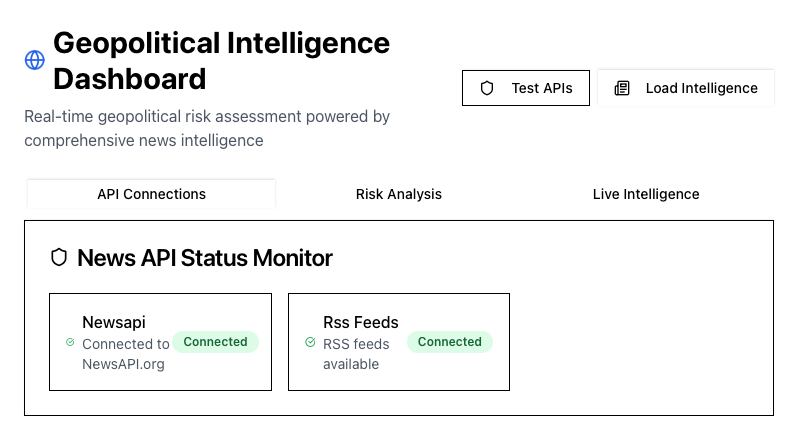 Geopolitical Intelligence
Dashboard
Real-time geopolitical risk assessment powered by
comprehensive news intelligence
Test APIs
Load Intelligence
API Connections
Risk Analysis
Live Intelligence
News API Status Monitor
Newsapi
Connected to
NewsAPI.org
Connected
Rss Feeds
RSS feeds
available
Connected